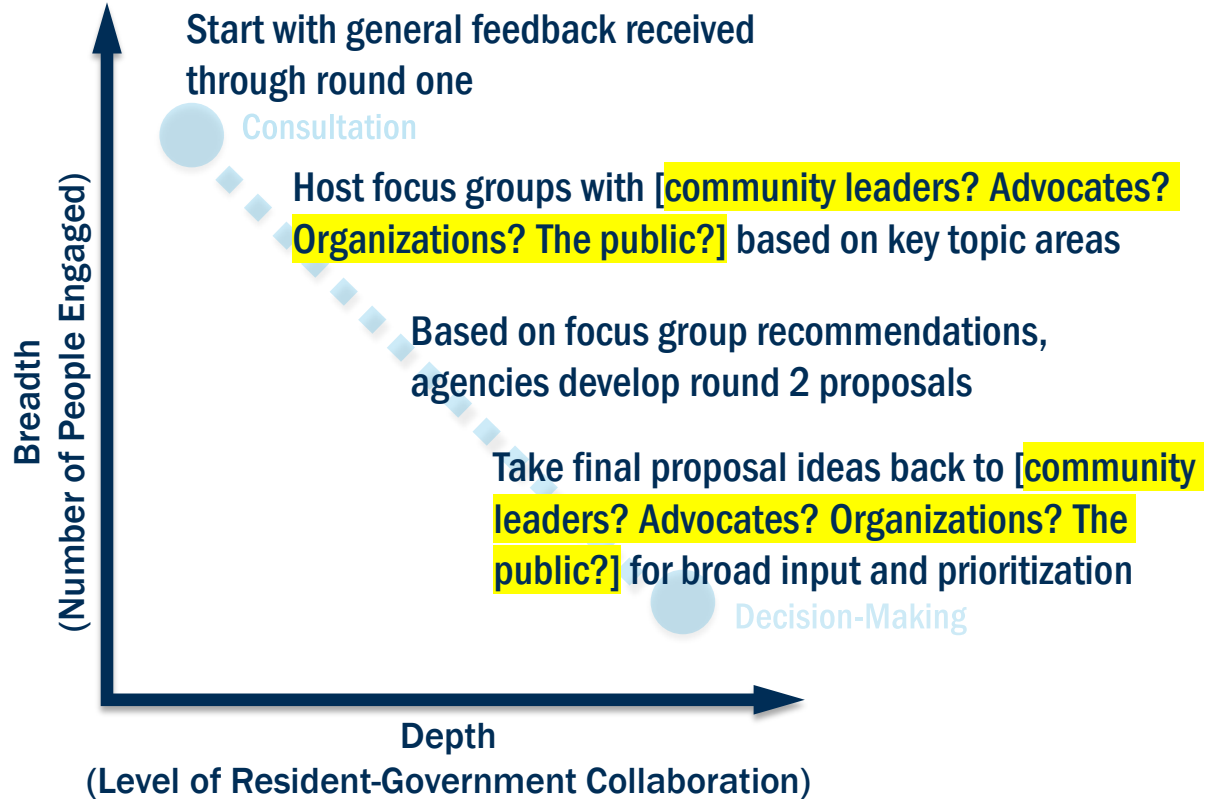 Start with general feedback received
through round one
Consultation
Host focus groups with [community leaders? Advocates?
Organizations? The public?] based on key topic areas
Based on focus group recommendations,
agencies develop round 2 proposals
Take final proposal ideas back to [community
leaders? Advocates? Organizations? The
public?] for broad input and prioritization
Decision-Making
Breadth
(Number of People Engaged)
Depth
(Level of Resident-Government Collaboration)